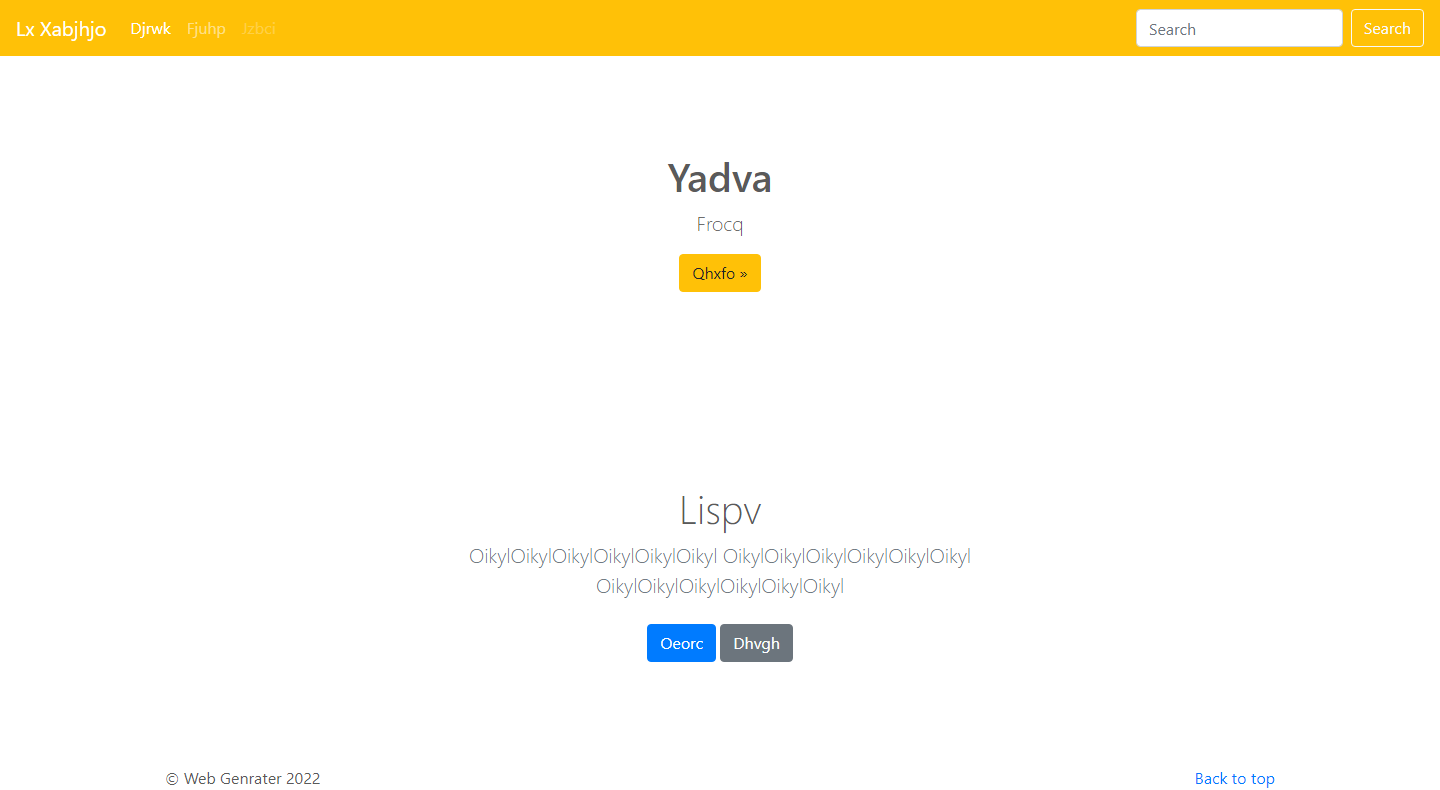 Lx Xabjhjo Djrwk Fjuhp Jzbci Search Search
Yadva
Frocq
Qhxfo »
Lispv
OikylOikylOikylOikylOikylOikyl OikylOikylOikylOikylOikylOikyl
OikylOikylOikylOikylOikylOikyl
Oeorc Dhvgh
© Web Genrater 2022 Back to top